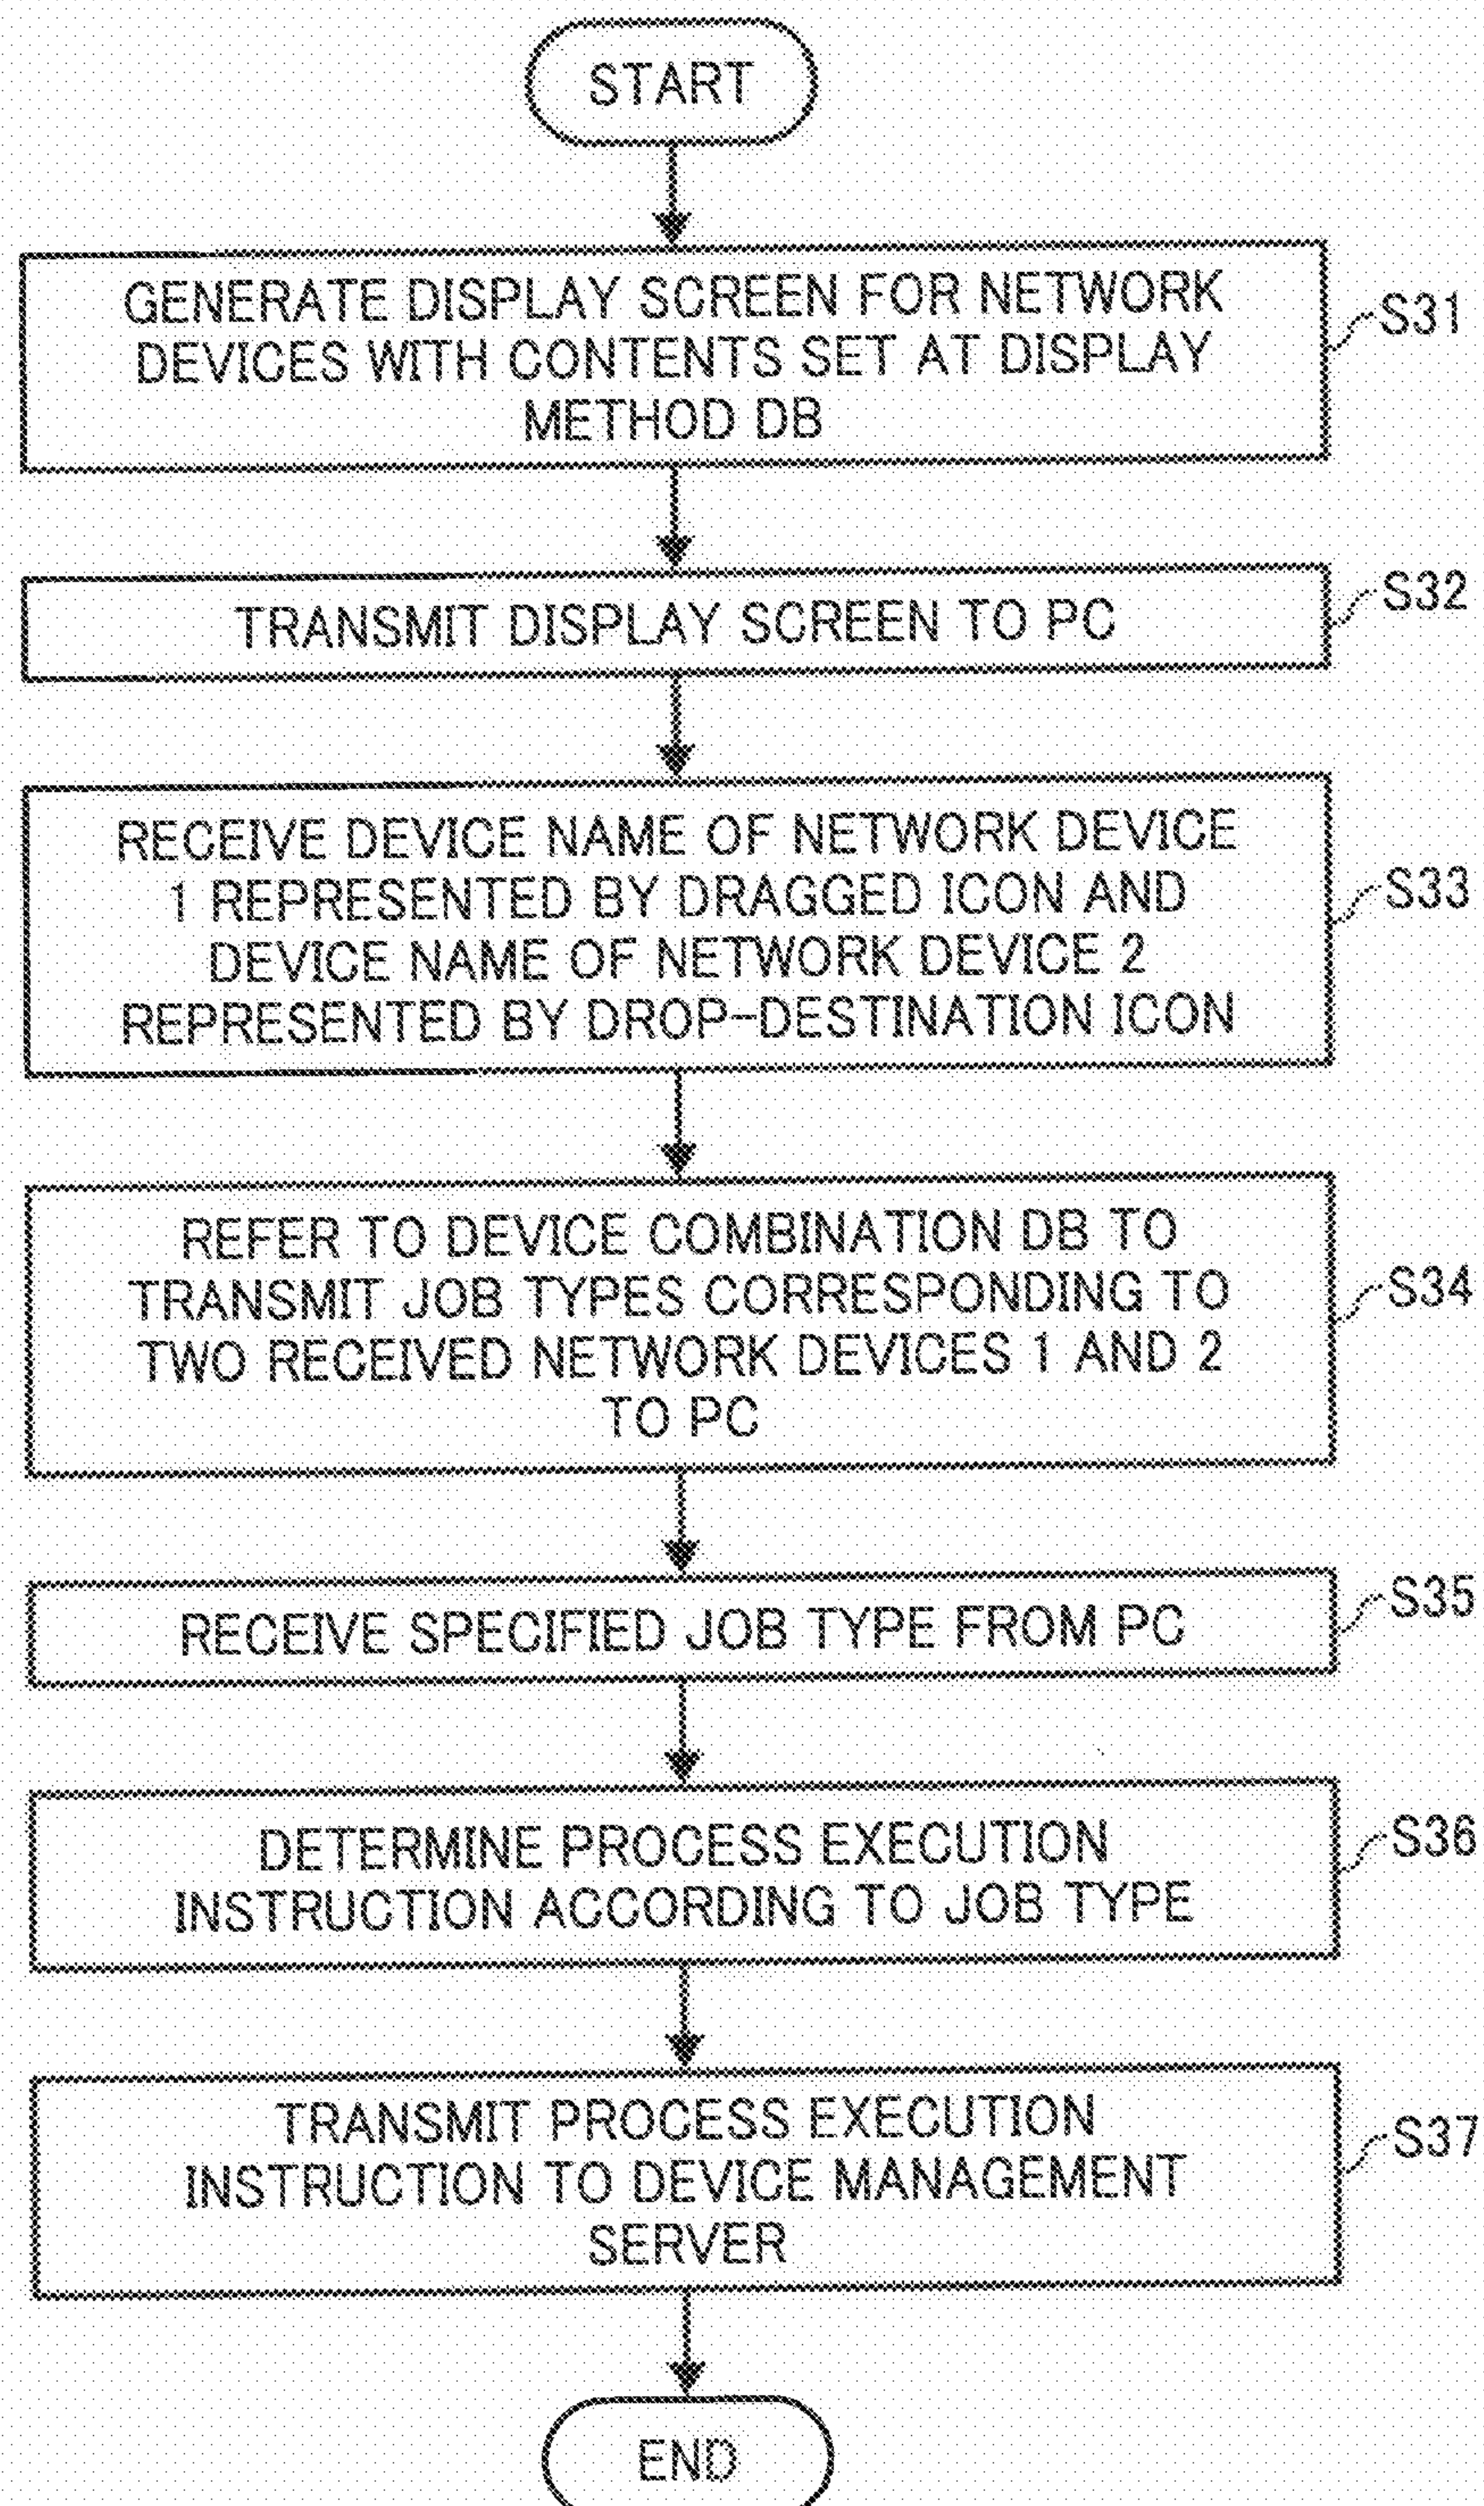 START
GENERATE DISPLAY SCREEN FOR NETWORK
DEVICES WITH CONTENTS SET AT DISPLAY
METHOD DB
S31
TRANSMIT DISPLAY SCREEN TO PC
S32
RECEIVE DEVICE NAME OF NETWORK DEVICE
1 REPRESENTED BY DRAGGED ICON AND
DEVICE NAME OF NETWORK DEVICE 2
REPRESENTED BY DROP-DESTINATION ICON
S33
REFER TO DEVICE COMBINATION DB TO
TRANSMIT JOB TYPES CORRESPONDING TO
TWO RECEIVED NETWORK DEVICES 1 AND 2
TO PC
S34
RECEIVE SPECIFIED JOB TYPE FROM PC
S35
DETERMINE PROCESS EXECUTION
INSTRUCTION ACCORDING TO JOB TYPE
S36
TRANSMIT PROCESS EXECUTION
INSTRUCTION TO DEVICE MANAGEMENT
SERVER
S37
END